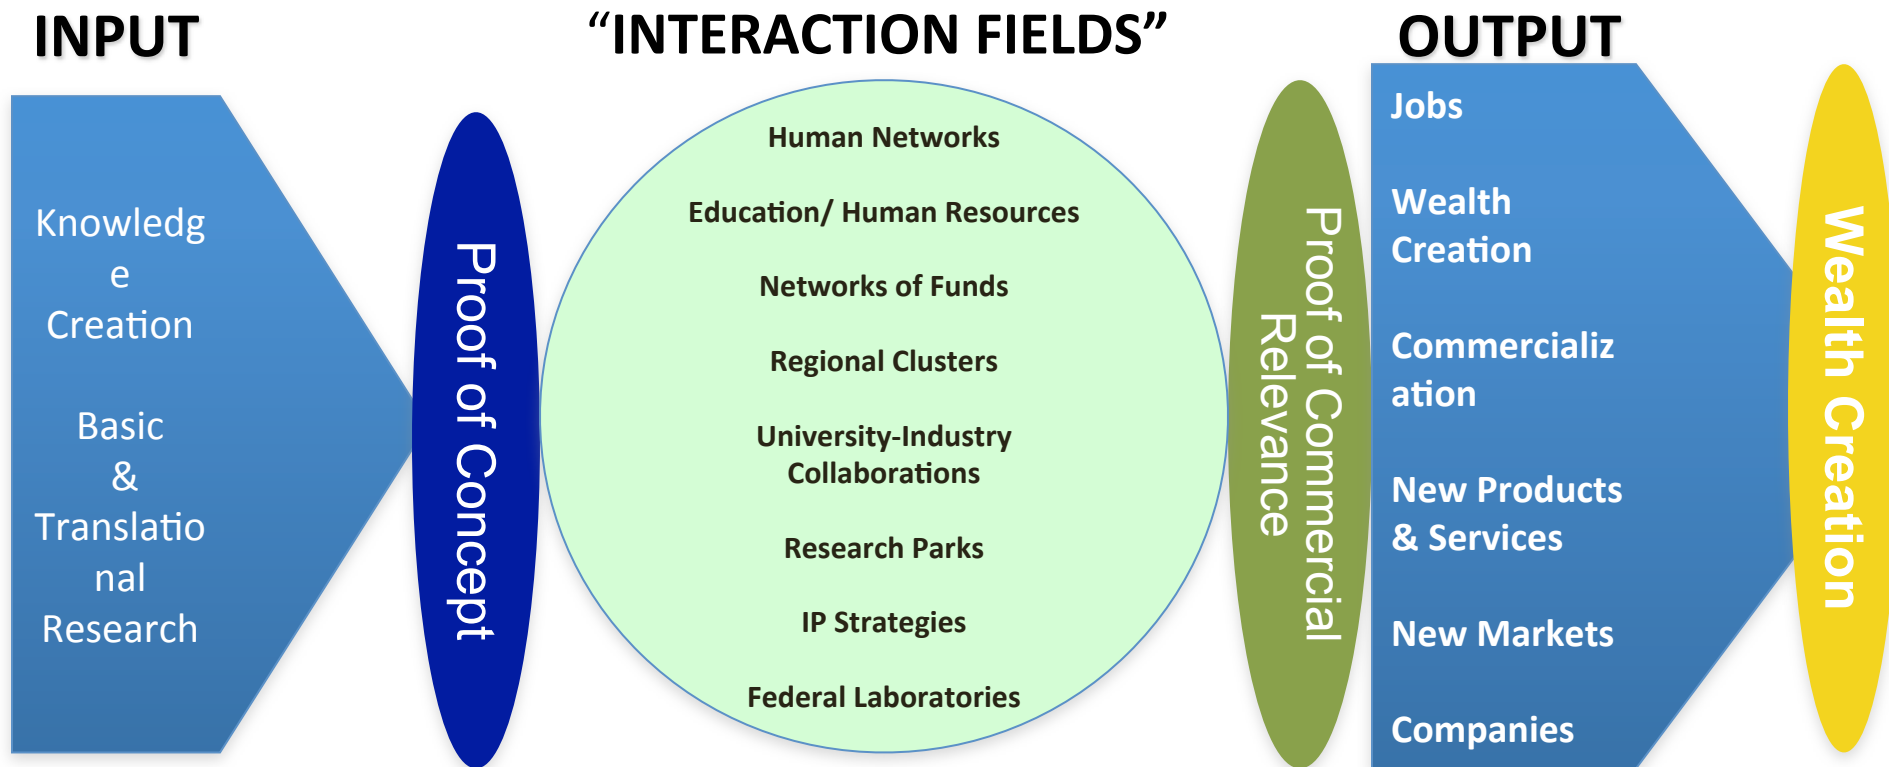 INPUT
Knowledg
e
Creation
Basic
&
Translatio
nal
Research
Proof of Concept
“INTERACTION FIELDS”
Human Networks
Education/ Human Resources
Networks of Funds
Regional Clusters
University-Industry
Collaborations
Research Parks
IP Strategies
Federal Laboratories
Proof of Commercial
Relevance
OUTPUT
Jobs
Wealth
Creation
Commercializ
ation
New Products
& Services
New Markets
Companies
Wealth Creation